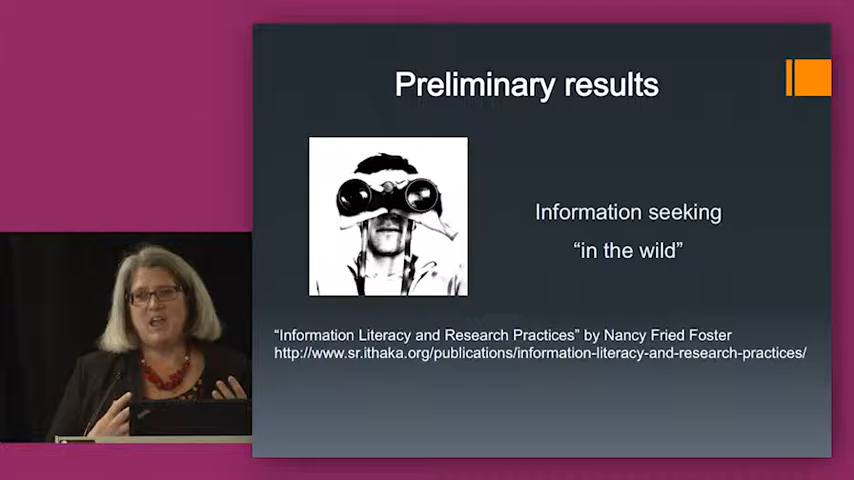 Preliminary results
Information seeking
“in the wild”
“Information Literacy and Research Practices” by Nancy Fried Foster
http://www.sr.ithaka.org/publications/information-literacy-and-research-practices/